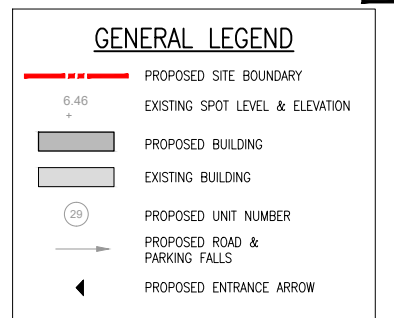 GENERAL LEGEND
PROPOSED SITE BOUNDARY
6.46
+
EXISTING SPOT LEVEL & ELEVATION
PROPOSED BUILDING
EXISTING BUILDING
29
PROPOSED UNIT NUMBER
PROPOSED ROAD &
PARKING FALLS
PROPOSED ENTRANCE ARROW